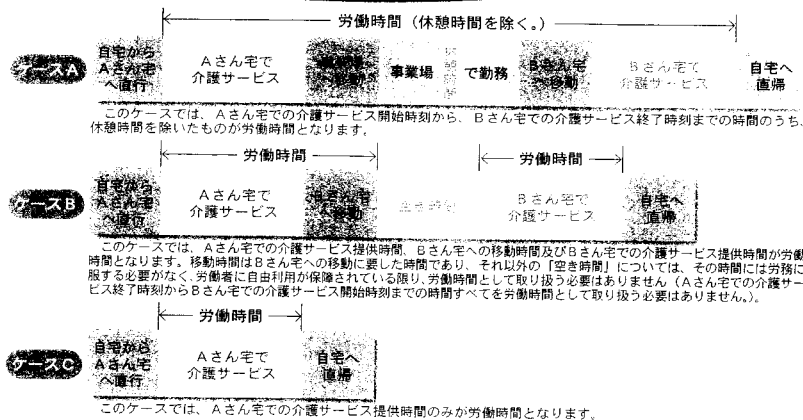 労働時間(休憩時間を除く。)
ケースA
自宅から
Aさん宅
へ直行
Aさん宅で
介護サービス
へ移動
事業場
で勤務
Bさん宅
へ移動
Bさん宅で
介護サービス
自宅へ
直帰
このケースでは、Aさん宅での介護サービス開始時刻から、Bさん宅での介護サービス終了時刻までの時間のうち、
休憩時間を除いたものが労働時間となります。
労働時間
労働時間
ケースB
自宅から
Aさん宅
へ直行
Aさん宅で
介護サービス
Bさん宅
へ移動
空き時間
Bさん宅で
介護サービス
自宅へ
直帰
このケースでは、Aさん宅での介護サービス提供時間、Bさん宅への移動時間及びBさん宅での介護サービス提供時間が労働
時間となります。移動時間はBさん宅への移動に要した時間であり、それ以外の「空き時間」については、その時間には労務に
服する必要がなく、労働者に自由利用が保障されている限り、労働時間として取り扱う必要はありません(Aさん宅での介護サー
ビス終了時刻からBさん宅での介護サービス開始時刻までの時間すべてを労働時間として取り扱う必要はありません。)。
労働時間
ケースC
自宅から
Aさん宅
へ直行
Aさん宅で
介護サービス
自宅へ
直帰
このケースでは、Aさん宅での介護サービス提供時間のみが労働時間となります。